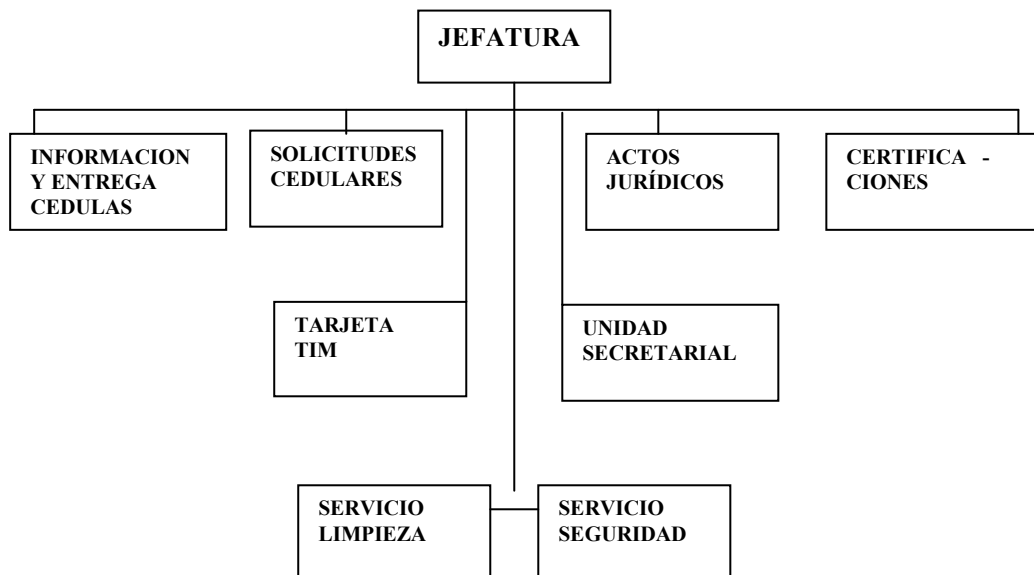 JEFATURA
INFORMACION
Y ENTREGA
CEDULAS
SOLICITUDES
CEDULARES
ACTOS
JURÍDICOS
CERTIFICA -
CIONES
TARJETA
TIM
UNIDAD
SECRETARIAL
SERVICIO
LIMPIEZA
SERVICIO
SEGURIDAD